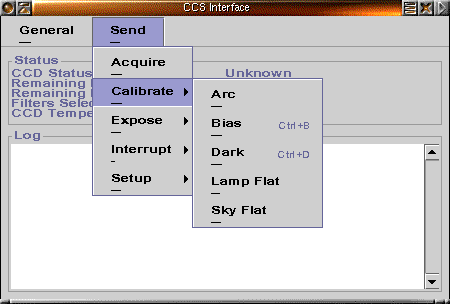 CCS Interface
General Send
Status
Acquire
CCD Status Unknown
Remaining
Calibrate
Arc
Remaining
Filters Selec
Bias Ctrl+B
CCD Tempe
Expose
Log
Interrupt
Dark Ctrl+D
Setup
Lamp Flat
Sky Flat